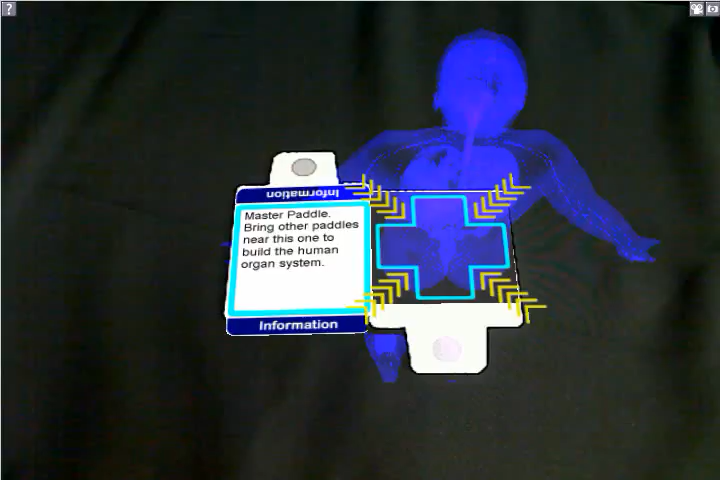 ?
Information
Master Paddle.
Bring other paddles
near this one to
build the human
organ system.
Information